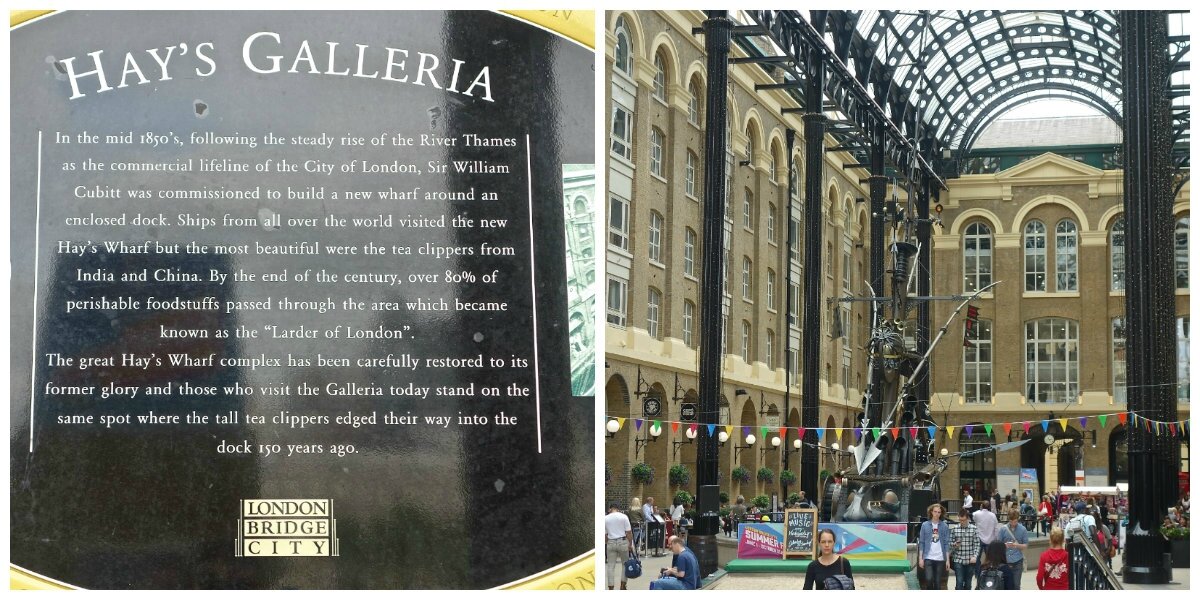 HAY'S GALLERIA
In the mid 1850's, following the steady rise of the River Thames
as the commercial lifeline of the City of London, Sir William
Cubitt was commissioned to build a new wharf around an
enclosed dock. Ships from all over the world visited the new
Hay's Wharf but the most beautiful were the tea clippers from
India and China. By the end of the century, over 80% of
perishable foodstuffs passed through the area which became
known as the "Larder of London".
The great Hay's Wharf complex has been carefully restored to its
former glory and those who visit the Galleria today stand on the
same spot where the tall tea clippers edged their way into the
dock 150 years ago.
LONDON
BRIDGE
CITY
LIVE
MUSIC
SUMMER